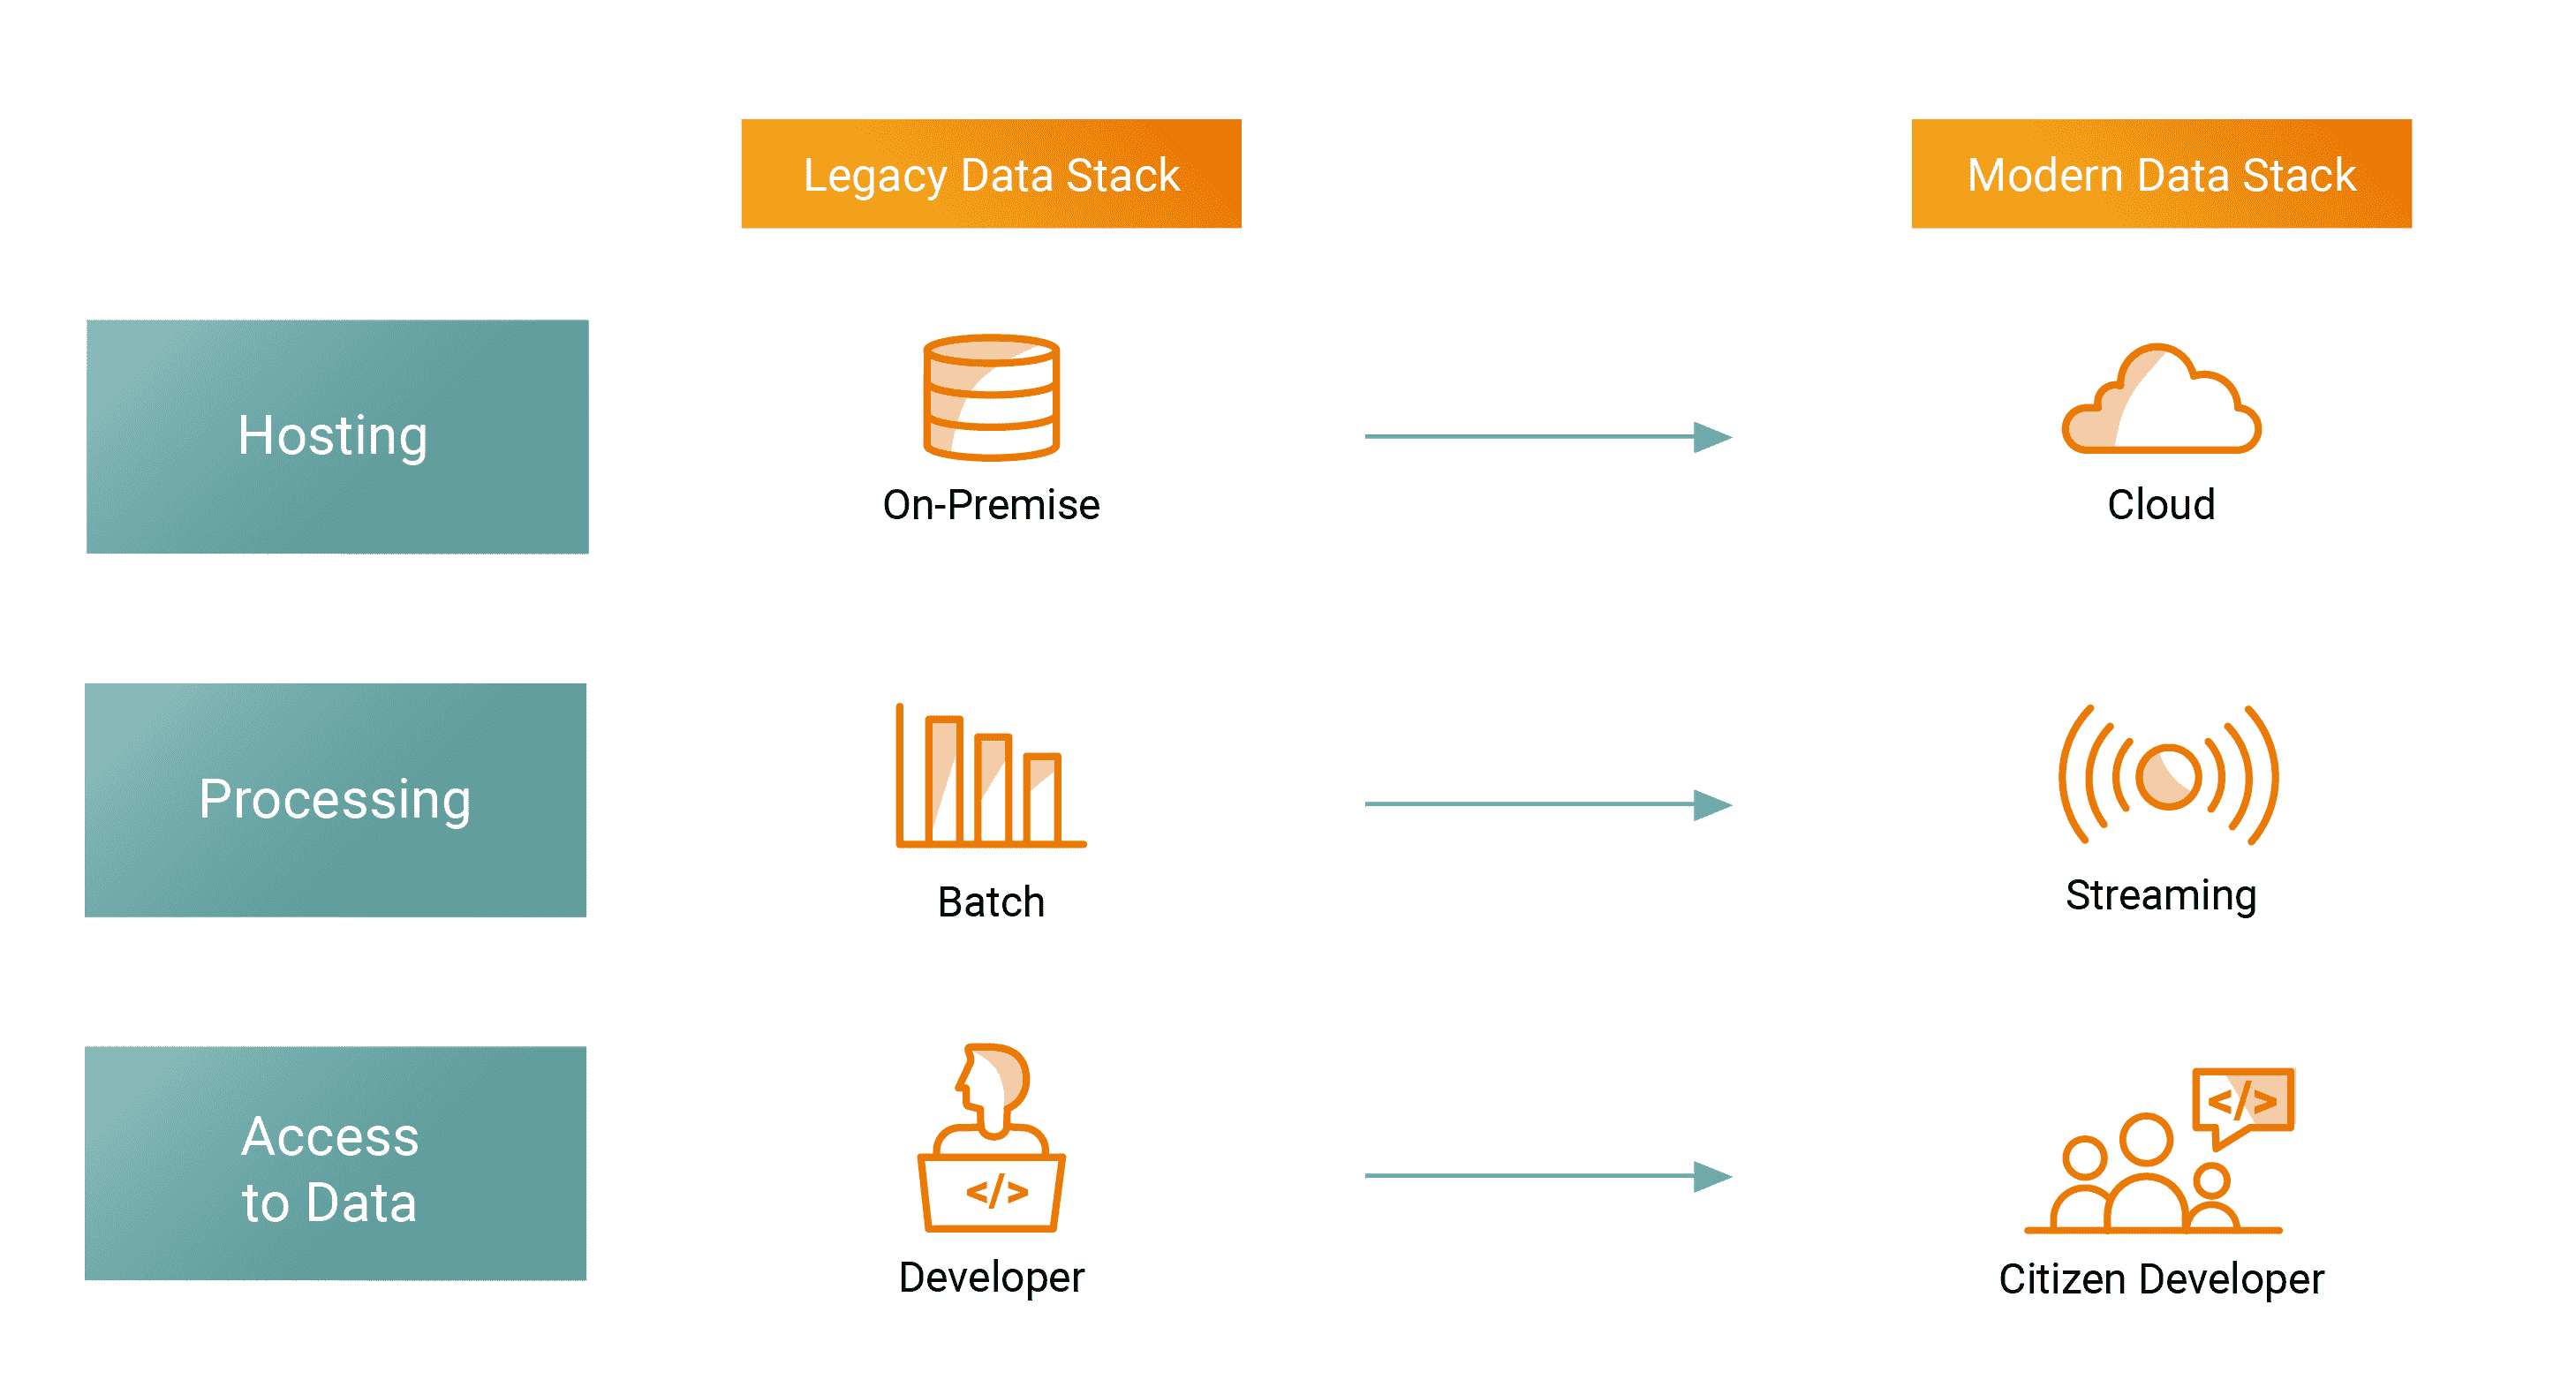 Legacy Data Stack
Modern Data Stack
Hosting
On-Premise
Cloud
Processing
Batch
Streaming
Access
to Data
</>
Developer
</>
Citizen Developer